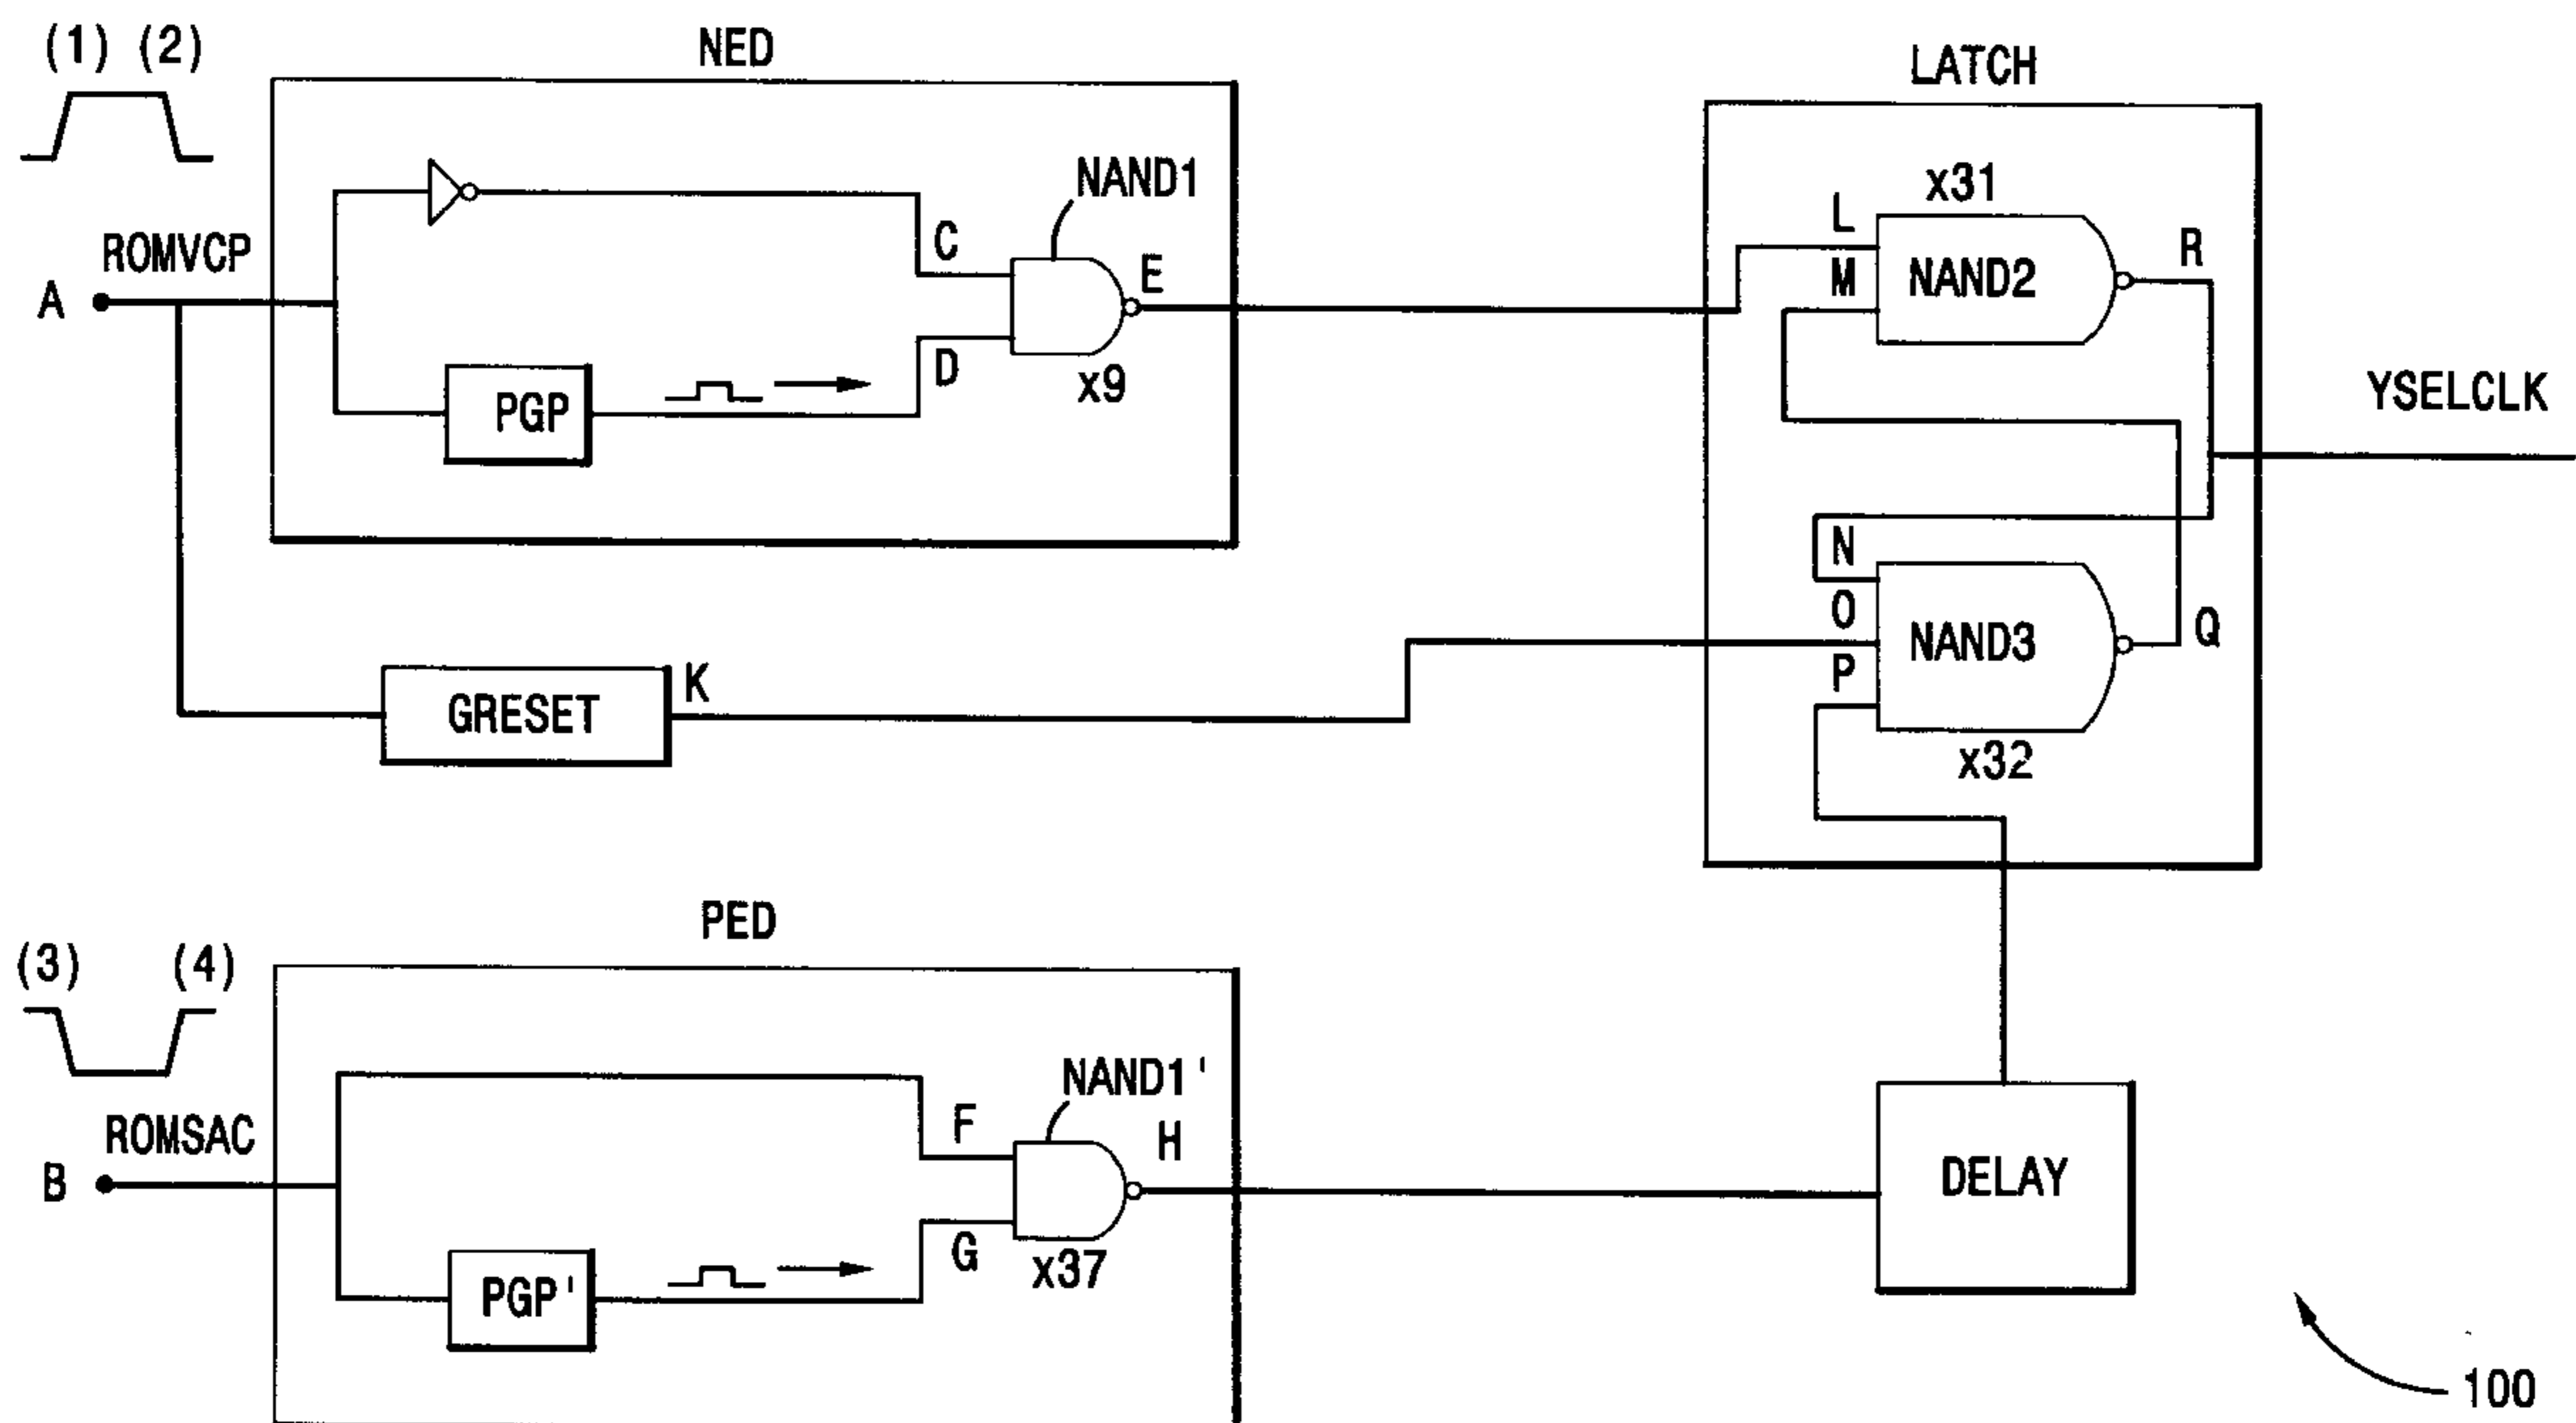 (1) (2)
NED
LATCH
NAND1
x31
ROMVCP
A
C
E
D
x9
PGP
L
M
NAND2
R
YSELCLK
N
O
P
NAND3
Q
x32
GRESET
K
PED
(3) (4)
NAND1'
ROMSAC
B
F
H
G
x37
PGP'
DELAY
100